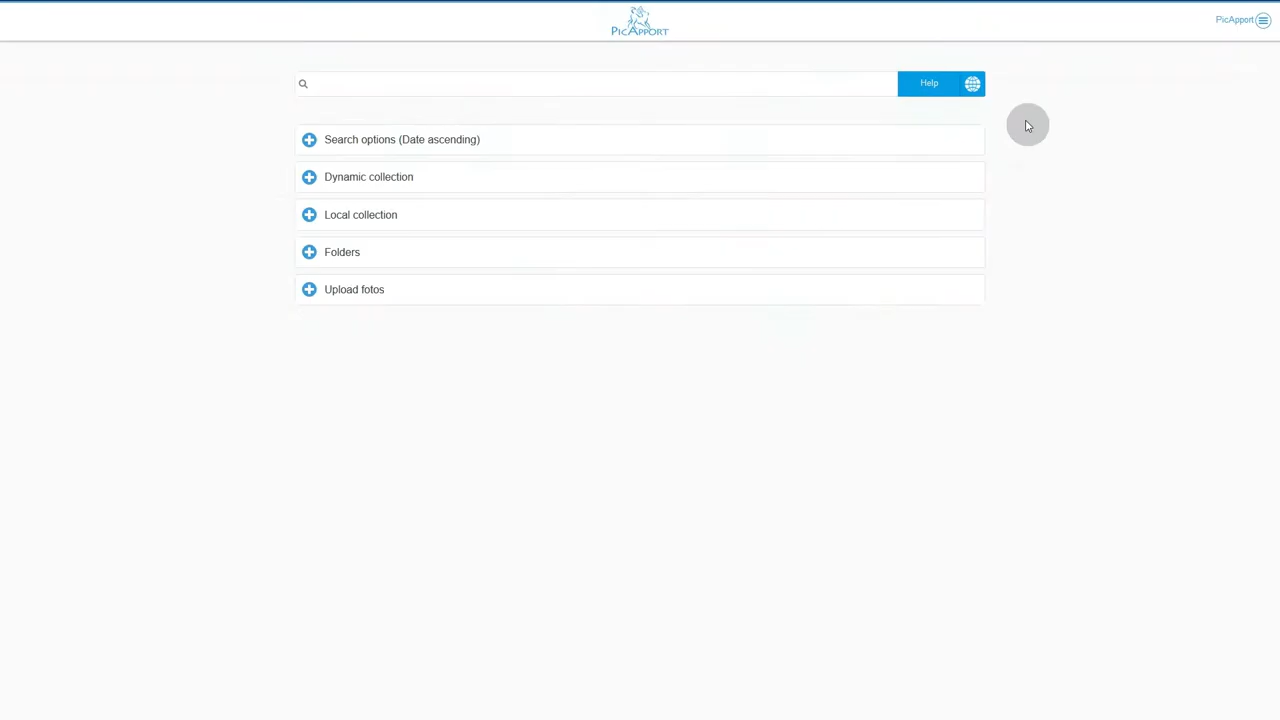 PICAPPORT
PicApport
Help
Search options (Date ascending)
Dynamic collection
Local collection
Folders
Upload fotos